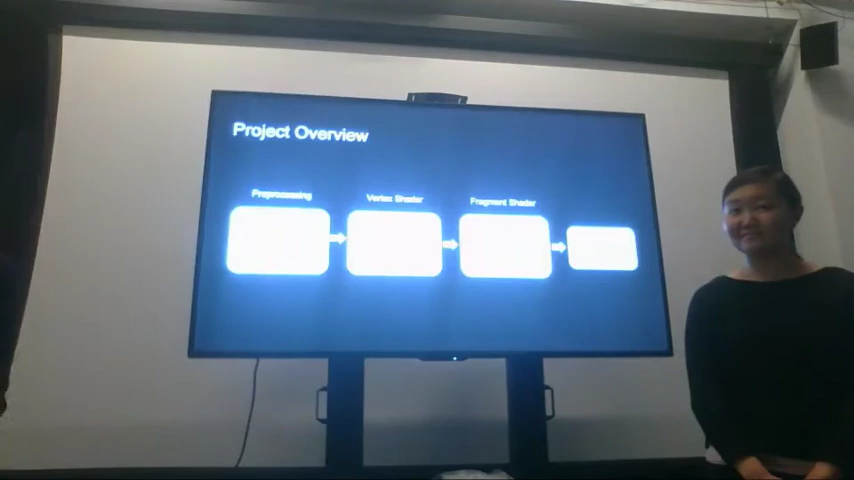 Project Overview
Preprocessing
Vertex Shader
Fragment Shader